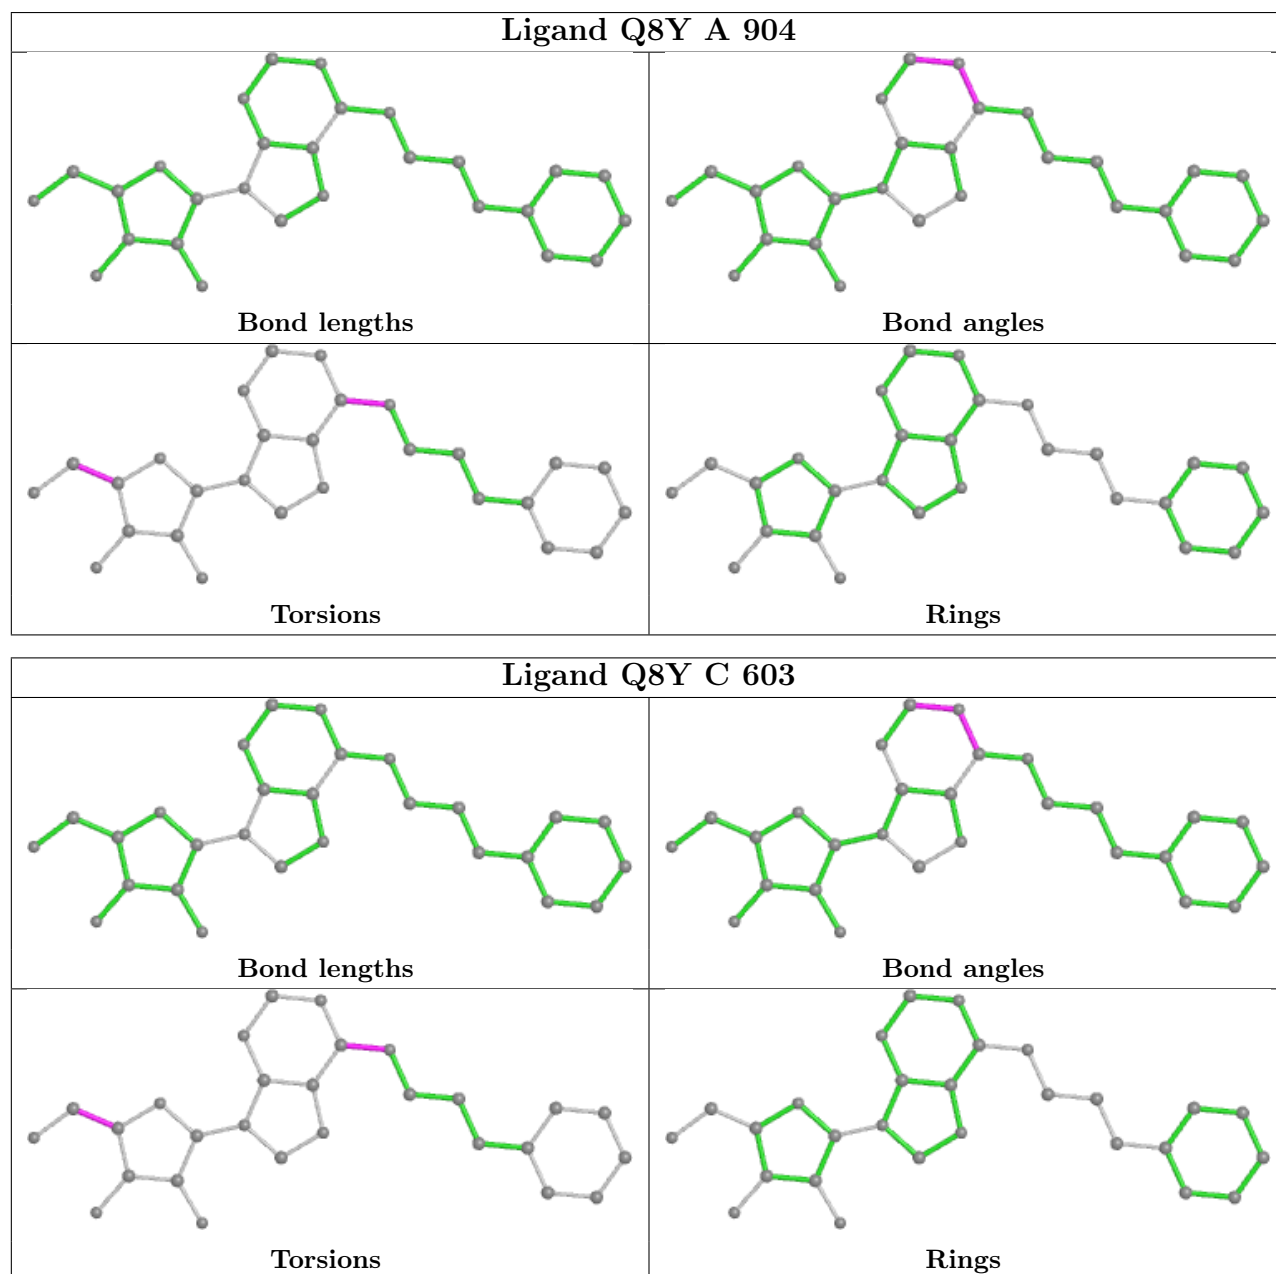 Ligand Q8Y A 904
Bond lengths
Bond angles
Torsions
Rings
Ligand Q8Y C 603
Bond lengths
Bond angles
Torsions
Rings